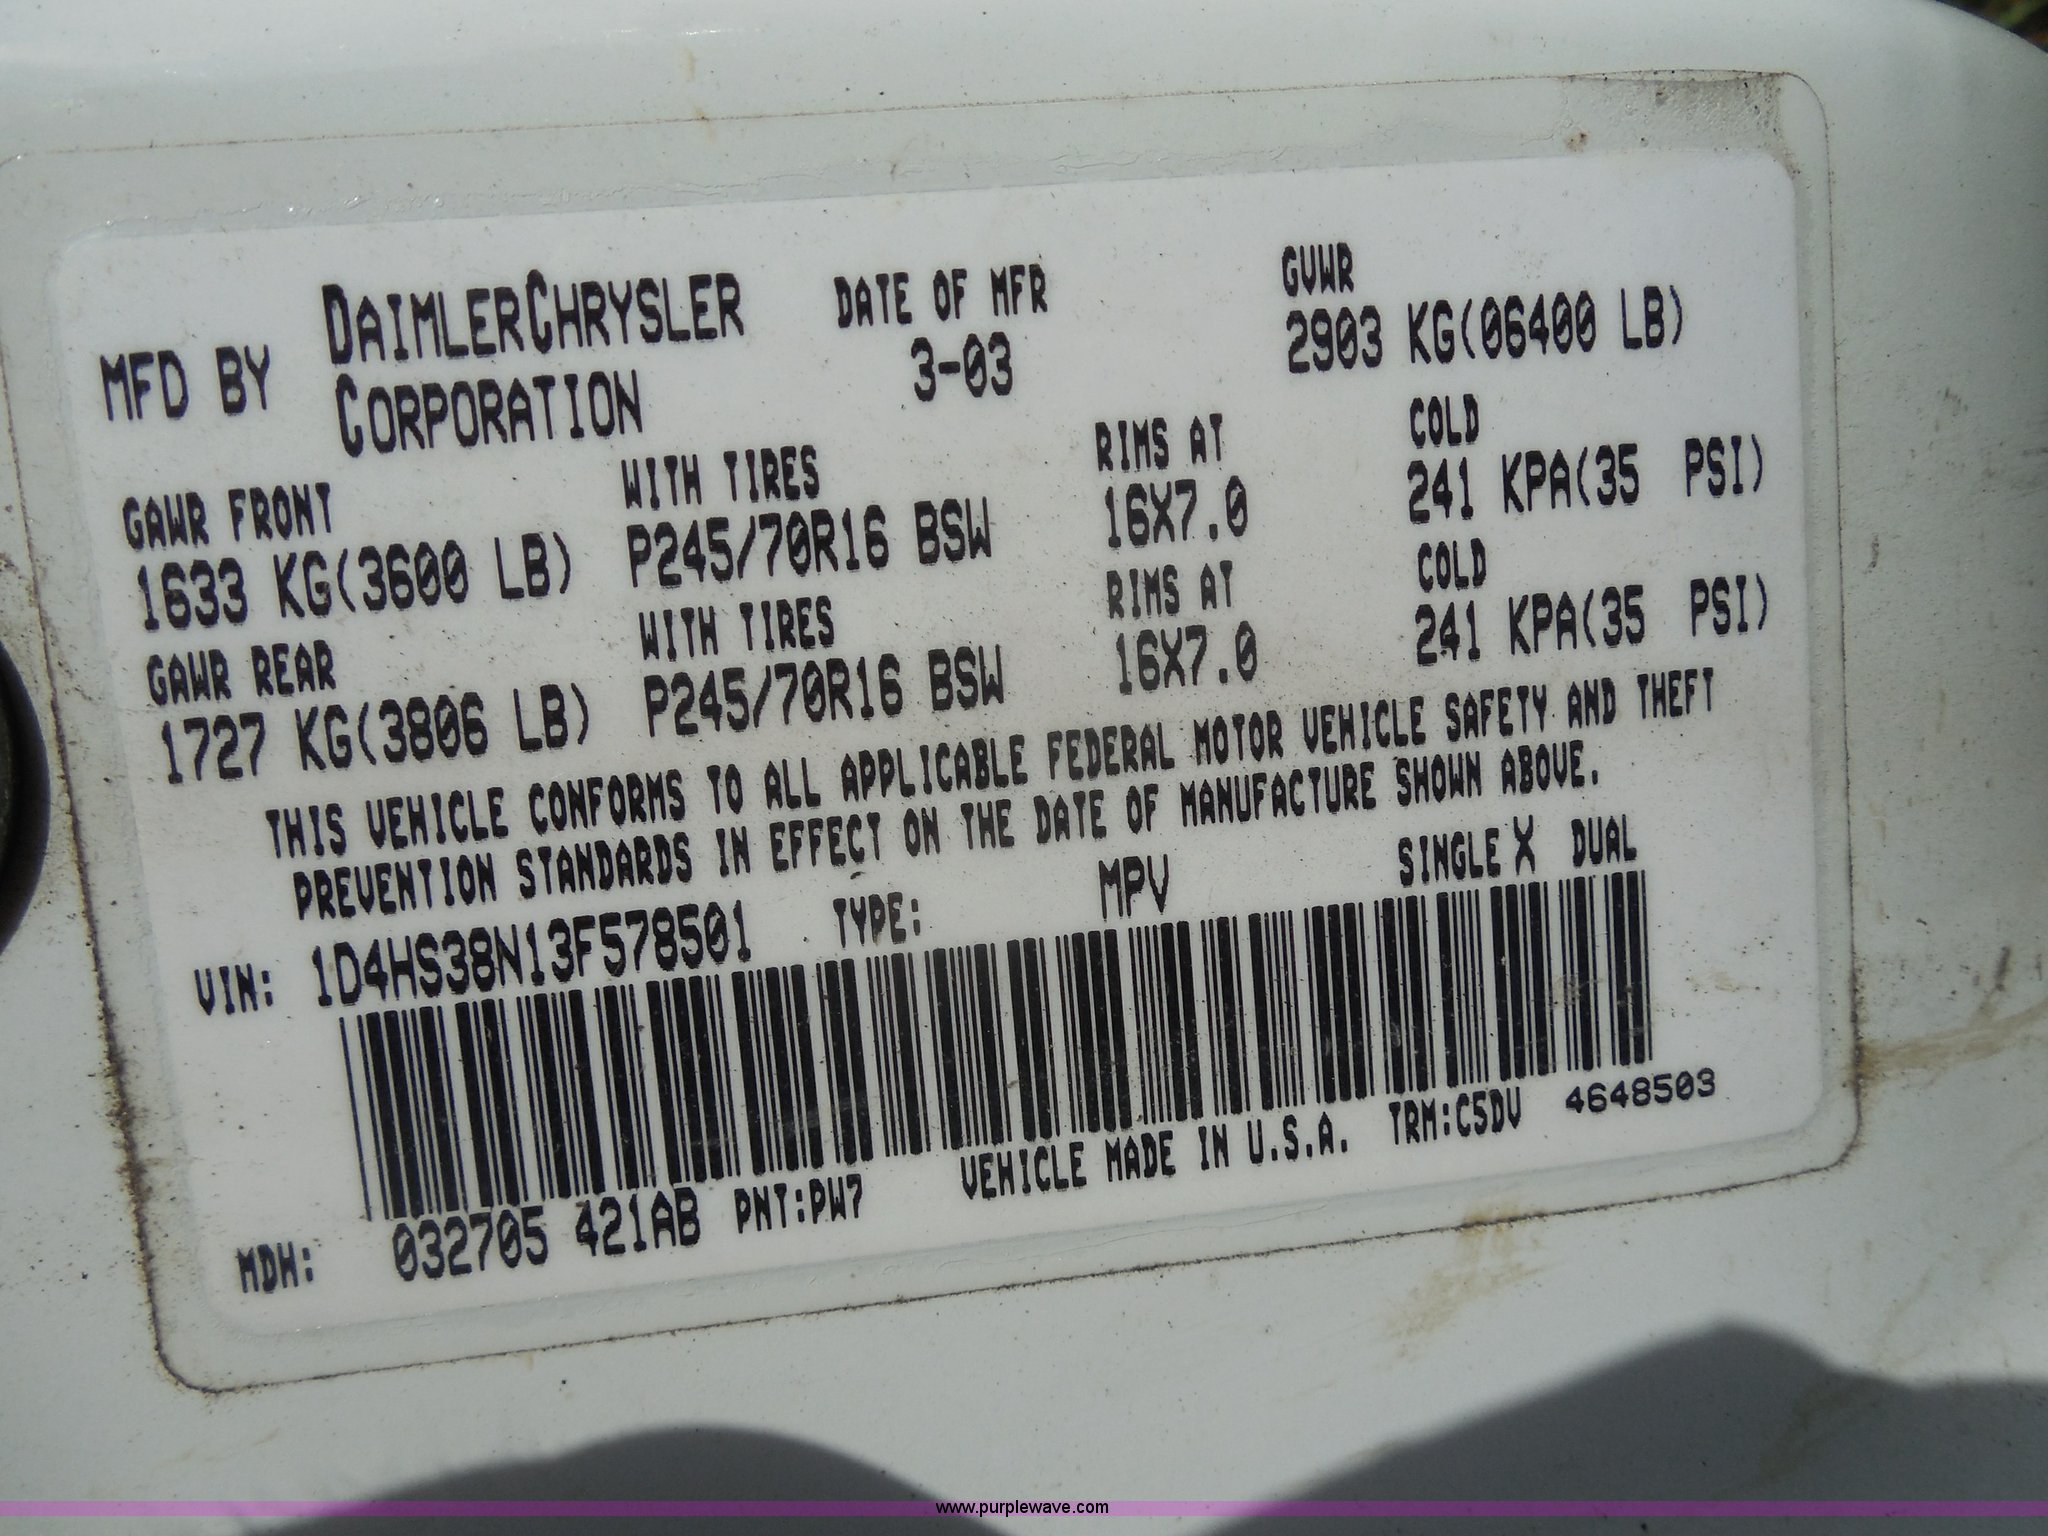 MFD BY DAIMLERCHRYSLER CORPORATION DATE OF MFR 3-03 GVWR 2903 KG(06400 LB)
GAWR FRONT WITH TIRES RIMS AT COLD
1633 KG(3600 LB) P245/70R16 BSW 16X7.0 241 KPA(35 PSI)
GAWR REAR WITH TIRES RIMS AT COLD
1727 KG(3806 LB) P245/70R16 BSW 16X7.0 241 KPA(35 PSI)
THIS VEHICLE CONFORMS TO ALL APPLICABLE FEDERAL MOTOR VEHICLE SAFETY AND THEFT
PREVENTION STANDARDS IN EFFECT ON THE DATE OF MANUFACTURE SHOWN ABOVE.
VIN: 1D4HS38N13F578501 TYPE: MPV SINGLE X DUAL
MDH: 032705 421AB PNT:PW7 VEHICLE MADE IN U.S.A. TRM:C5DV 4648503
www.purplewave.com